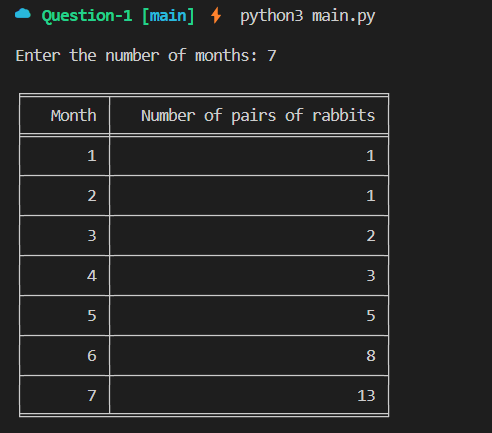 Question-1 [main] ⚡ python3 main.py
Enter the number of months: 7
Month Number of pairs of rabbits
1 1
2 1
3 2
4 3
5 5
6 8
7 13